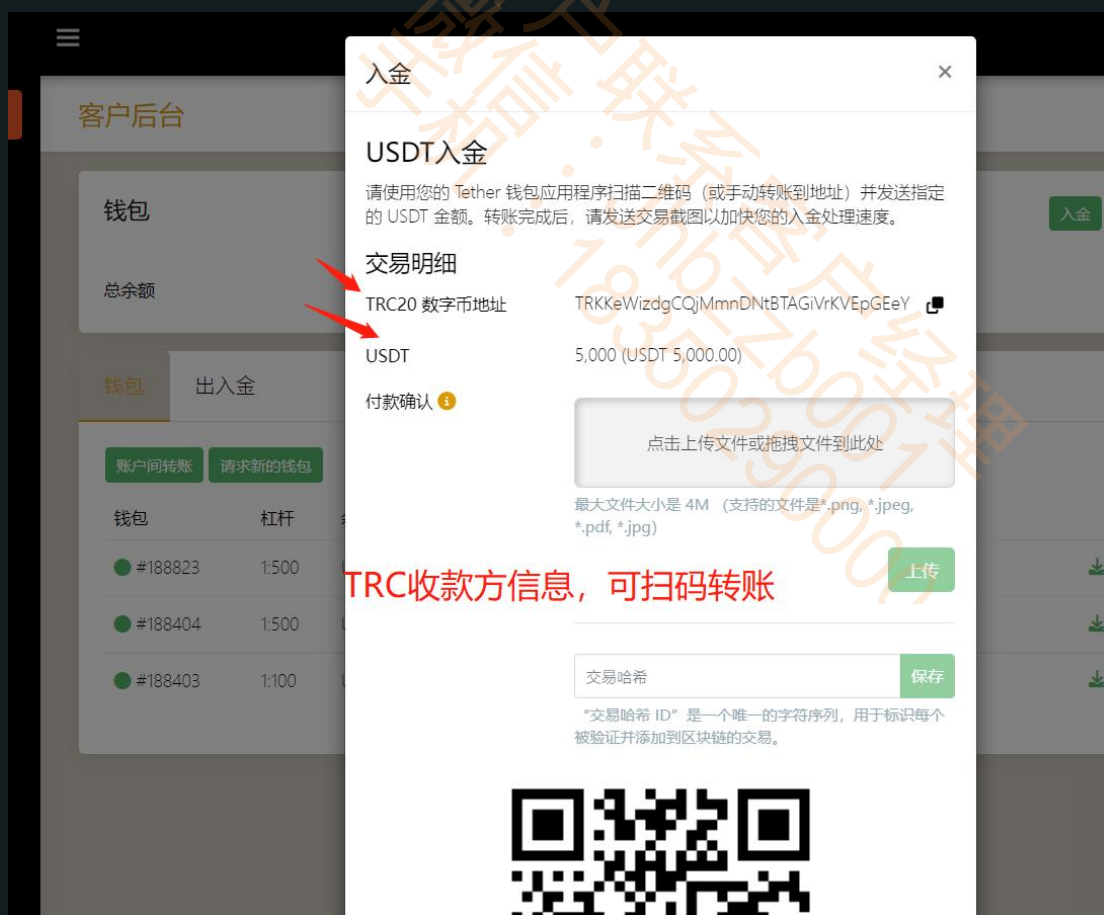 客户后台
入金
×
USDT入金
请使用您的 Tether 钱包应用程序扫描二维码（或手动转账到地址）并发送指定
的 USDT 金额。转账完成后，请发送交易截图以加快您的入金处理速度。
钱包
入金
交易明细
总余额
TRC20 数字币地址 TRKKeWizdgCQjMmnDNtBTAGiVrKVEpGEeY
USDT 5,000 (USDT 5,000.00)
钱包 出入金
付款确认
点击上传文件或拖拽文件到此处
账户间转账 请求新的钱包
最大文件大小是 4M （支持的文件是*.png, *.jpeg,
*.pdf, *.jpg）
钱包 杠杆
#188823 1:500
上传
TRC收款方信息，可扫码转账
#188404 1:500
#188403 1:100
交易哈希 保存
“交易哈希 ID”是一个唯一的字符序列，用于标识每个
被验证并添加到区块链的交易。